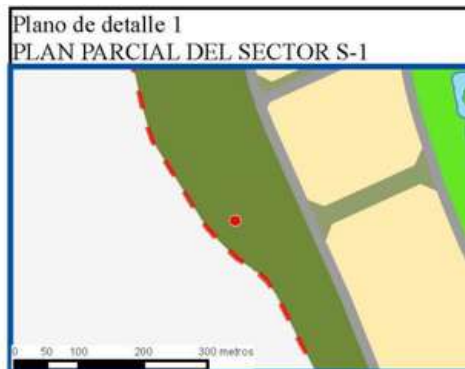 Plano de detalle 1
PLAN PARCIAL DEL SECTOR S-1
0 50 100 200 300 metros